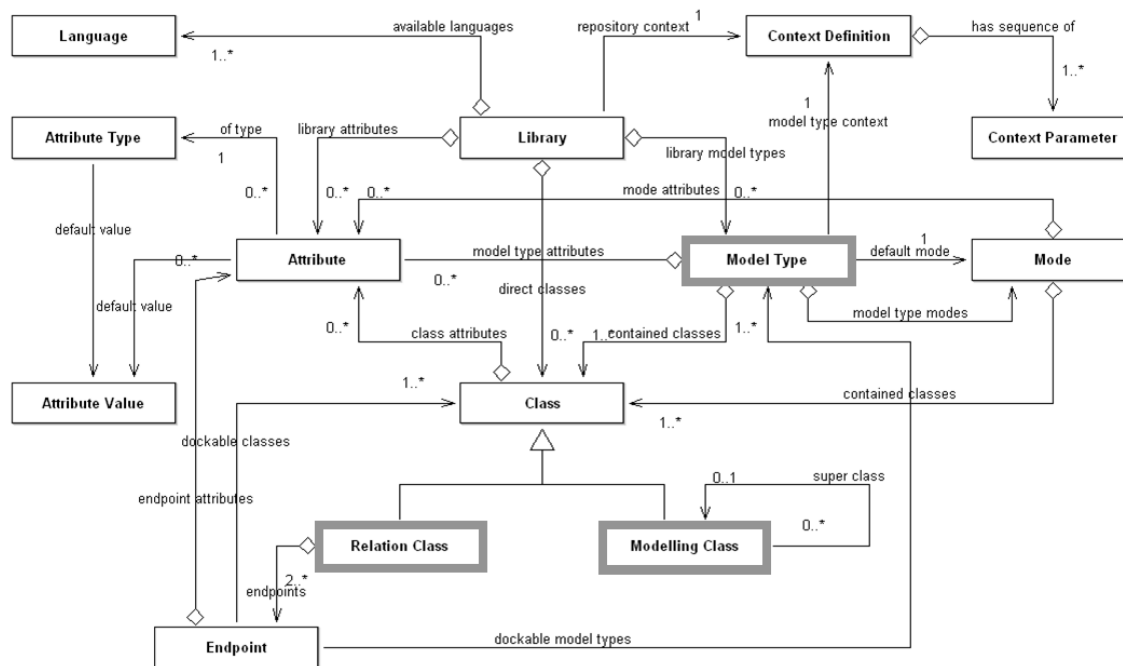 available languages
repository context
1
has sequence of
Language
Context Definition
1..*
1..*
1
model type context
Attribute Type
of type
library attributes
Library
library model types
Context Parameter
1
0..*
0..*
0..*
mode attributes
0..*
default value
0..*
Attribute
model type attributes
Model Type
default mode
1
Mode
0..*
default value
direct classes
model type modes
0..*
class attributes
0..*
1..*
contained classes
1..*
Attribute Value
1..*
Class
contained classes
1..*
dockable classes
endpoint attributes
0..1
super class
0..*
Relation Class
Modelling Class
2..*
endpoints
Endpoint
dockable model types